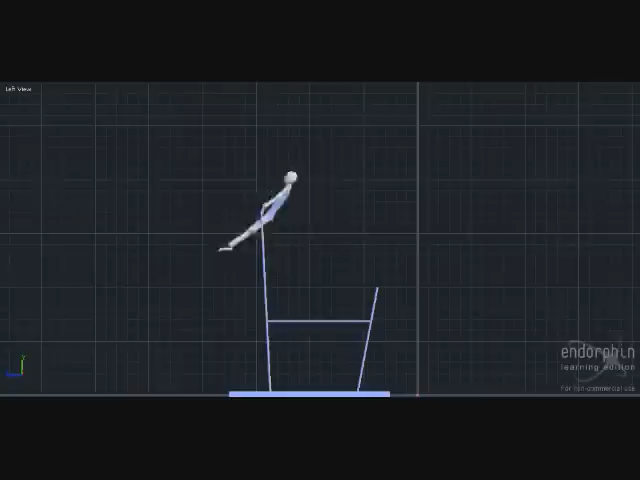 Left View
endorphin
learning edition
For non-commercial use
Y